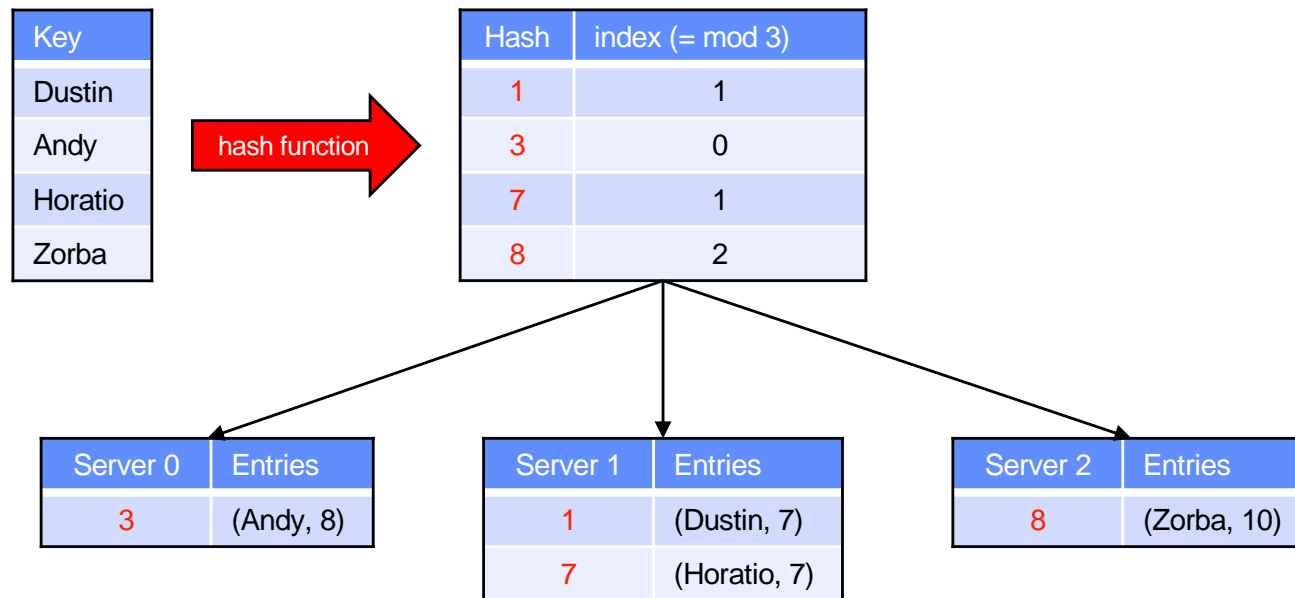 Key
Dustin
Andy
Horatio
Zorba
hash function
Hash index (= mod 3)
1 1
3 0
7 1
8 2
Server 0 Entries
3 (Andy, 8)
Server 1 Entries
1 (Dustin, 7)
7 (Horatio, 7)
Server 2 Entries
8 (Zorba, 10)